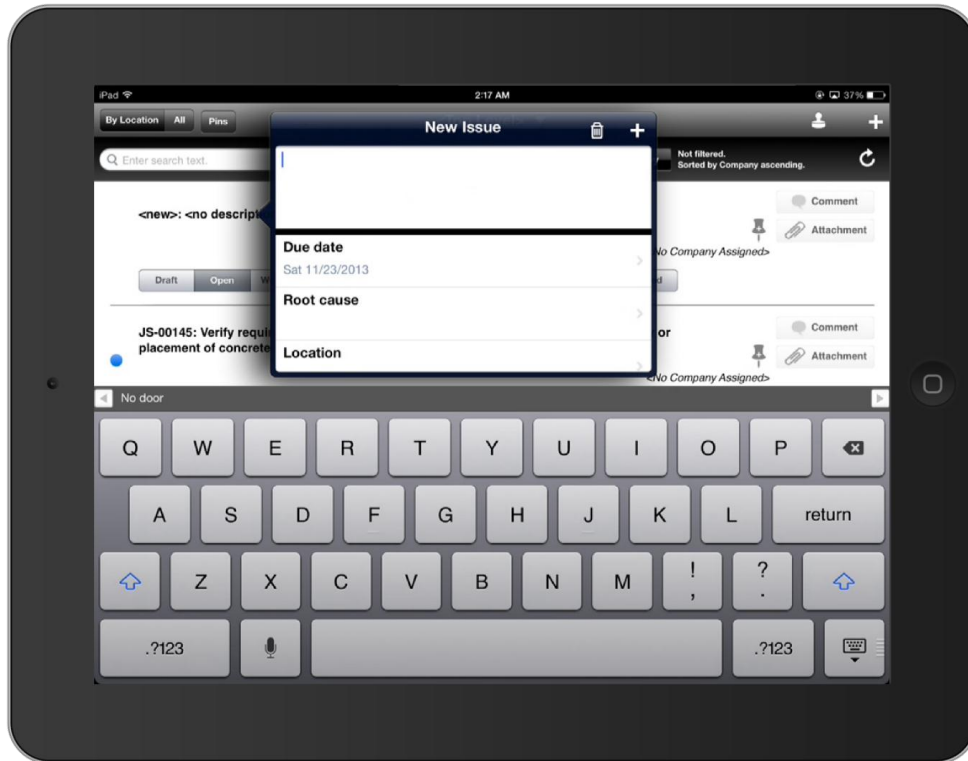 iPad 2:17 AM 37%
By Location All Pins
New Issue
Enter search text.
Not filtered.
Sorted by Company ascending.
<new>: <no descript
Comment
Attachment
No Company Assigned>
Due date
Sat 11/23/2013
Root cause
Location
Draft Open W d
JS-00145: Verify requi or
placement of concrete
Comment
Attachment
<No Company Assigned>
No door
Q W E R T Y U I O P
A S D F G H J K L return
Z X C V B N M ! , ? .
.?123 .?123